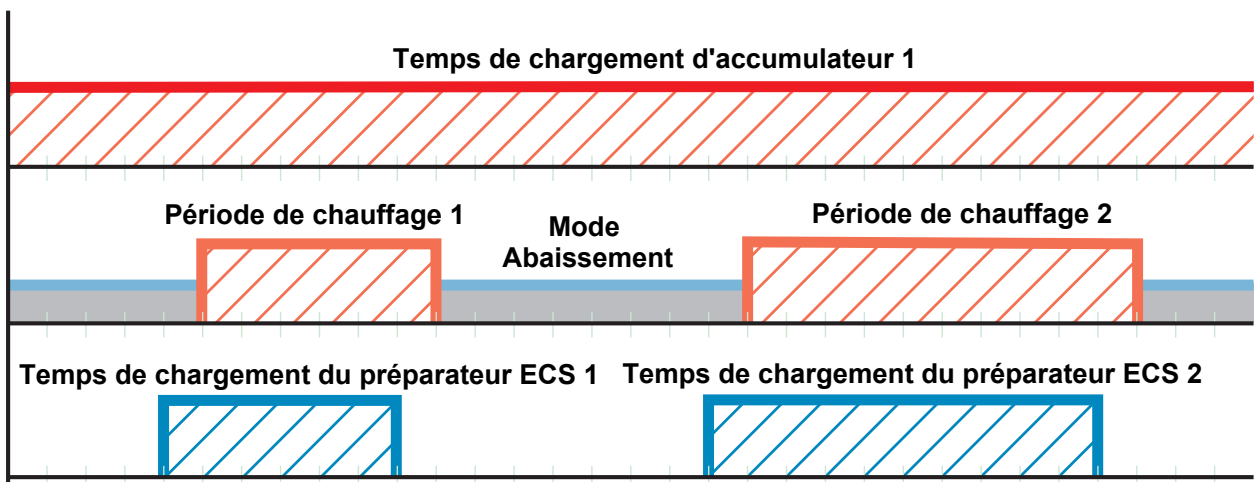 Temps de chargement d'accumulateur 1
Période de chauffage 1
Mode
Abaissement
Période de chauffage 2
Temps de chargement du préparateur ECS 1
Temps de chargement du préparateur ECS 2